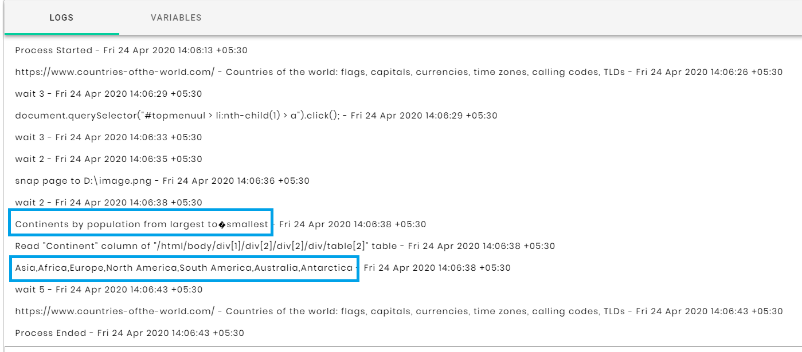 LOGS VARIABLES
Process Started - Fri 24 Apr 2020 14:06:13 +05:30
https://www.countries-ofthe-world.com/ - Countries of the world: flags, capitals, currencies, time zones, calling codes, TLDs - Fri 24 Apr 2020 14:06:26 +05:30
wait 3 - Fri 24 Apr 2020 14:06:29 +05:30
document.querySelector("#topmenuul > li:nth-child(1) > a").click(); - Fri 24 Apr 2020 14:06:29 +05:30
wait 3 - Fri 24 Apr 2020 14:06:33 +05:30
wait 2 - Fri 24 Apr 2020 14:06:35 +05:30
snap page to D:\image.png - Fri 24 Apr 2020 14:06:36 +05:30
wait 2 - Fri 24 Apr 2020 14:06:38 +05:30
Continents by population from largest to�smallest - Fri 24 Apr 2020 14:06:38 +05:30
Read "Continent" column of "/html/body/div[1]/div[2]/div[2]/div/table[2]" table - Fri 24 Apr 2020 14:06:38 +05:30
Asia,Africa,Europe,North America,South America,Australia,Antarctica - Fri 24 Apr 2020 14:06:38 +05:30
wait 5 - Fri 24 Apr 2020 14:06:43 +05:30
https://www.countries-ofthe-world.com/ - Countries of the world: flags, capitals, currencies, time zones, calling codes, TLDs - Fri 24 Apr 2020 14:06:43 +05:30
Process Ended - Fri 24 Apr 2020 14:06:43 +05:30